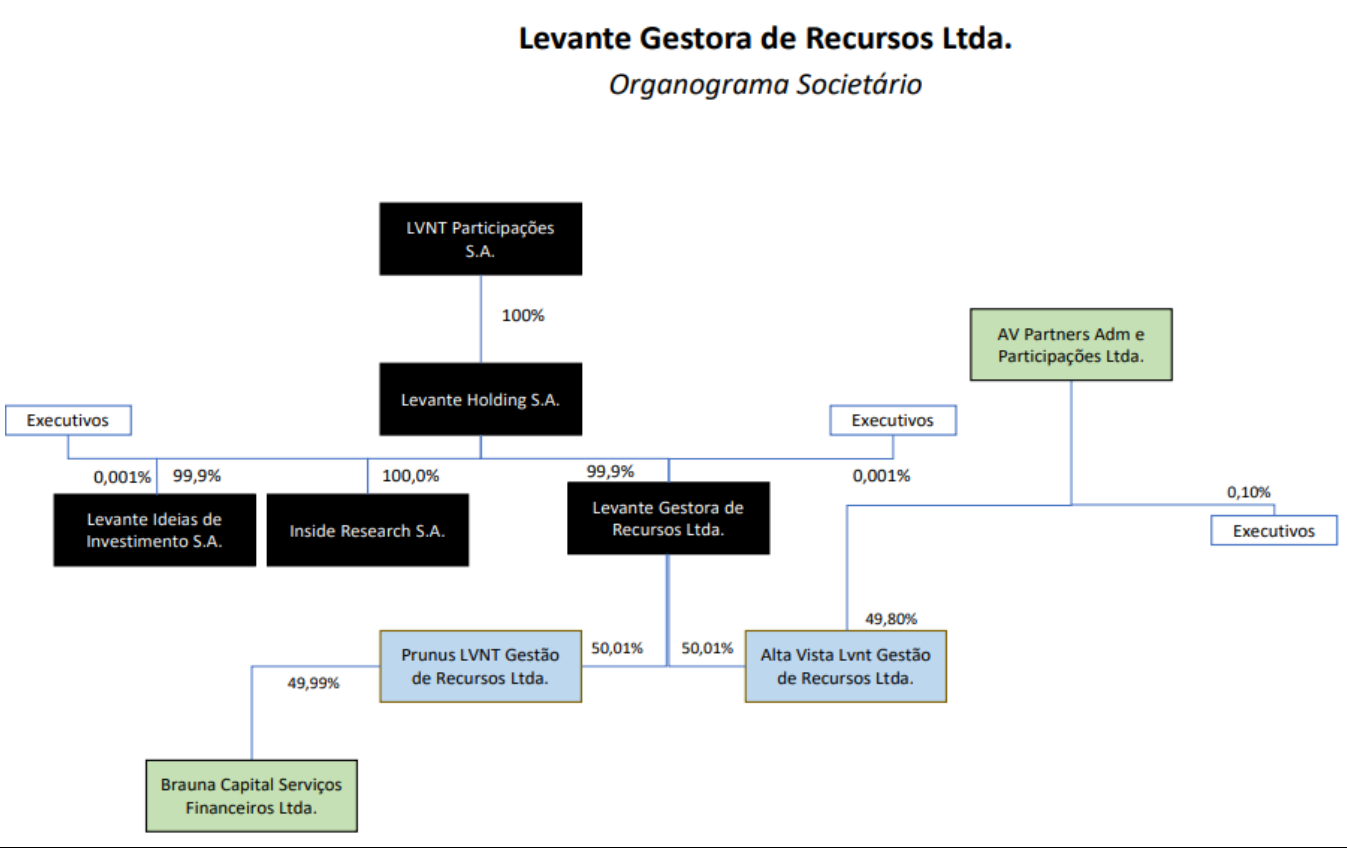 Levante Gestora de Recursos Ltda.
Organograma Societário
LVNT Participações
S.A.
100%
AV Partners Adm e
Participações Ltda.
Levante Holding S.A.
Executivos
Executivos
0,001%
99,9%
100,0%
99,9%
0,001%
0,10%
Executivos
Levante Ideias de
Investimento S.A.
Inside Research S.A.
Levante Gestora de
Recursos Ltda.
49,80%
Prunus LVNT Gestão
de Recursos Ltda.
50,01%
50,01%
Alta Vista Lvnt Gestão
de Recursos Ltda.
49,99%
Brauna Capital Serviços
Financeiros Ltda.